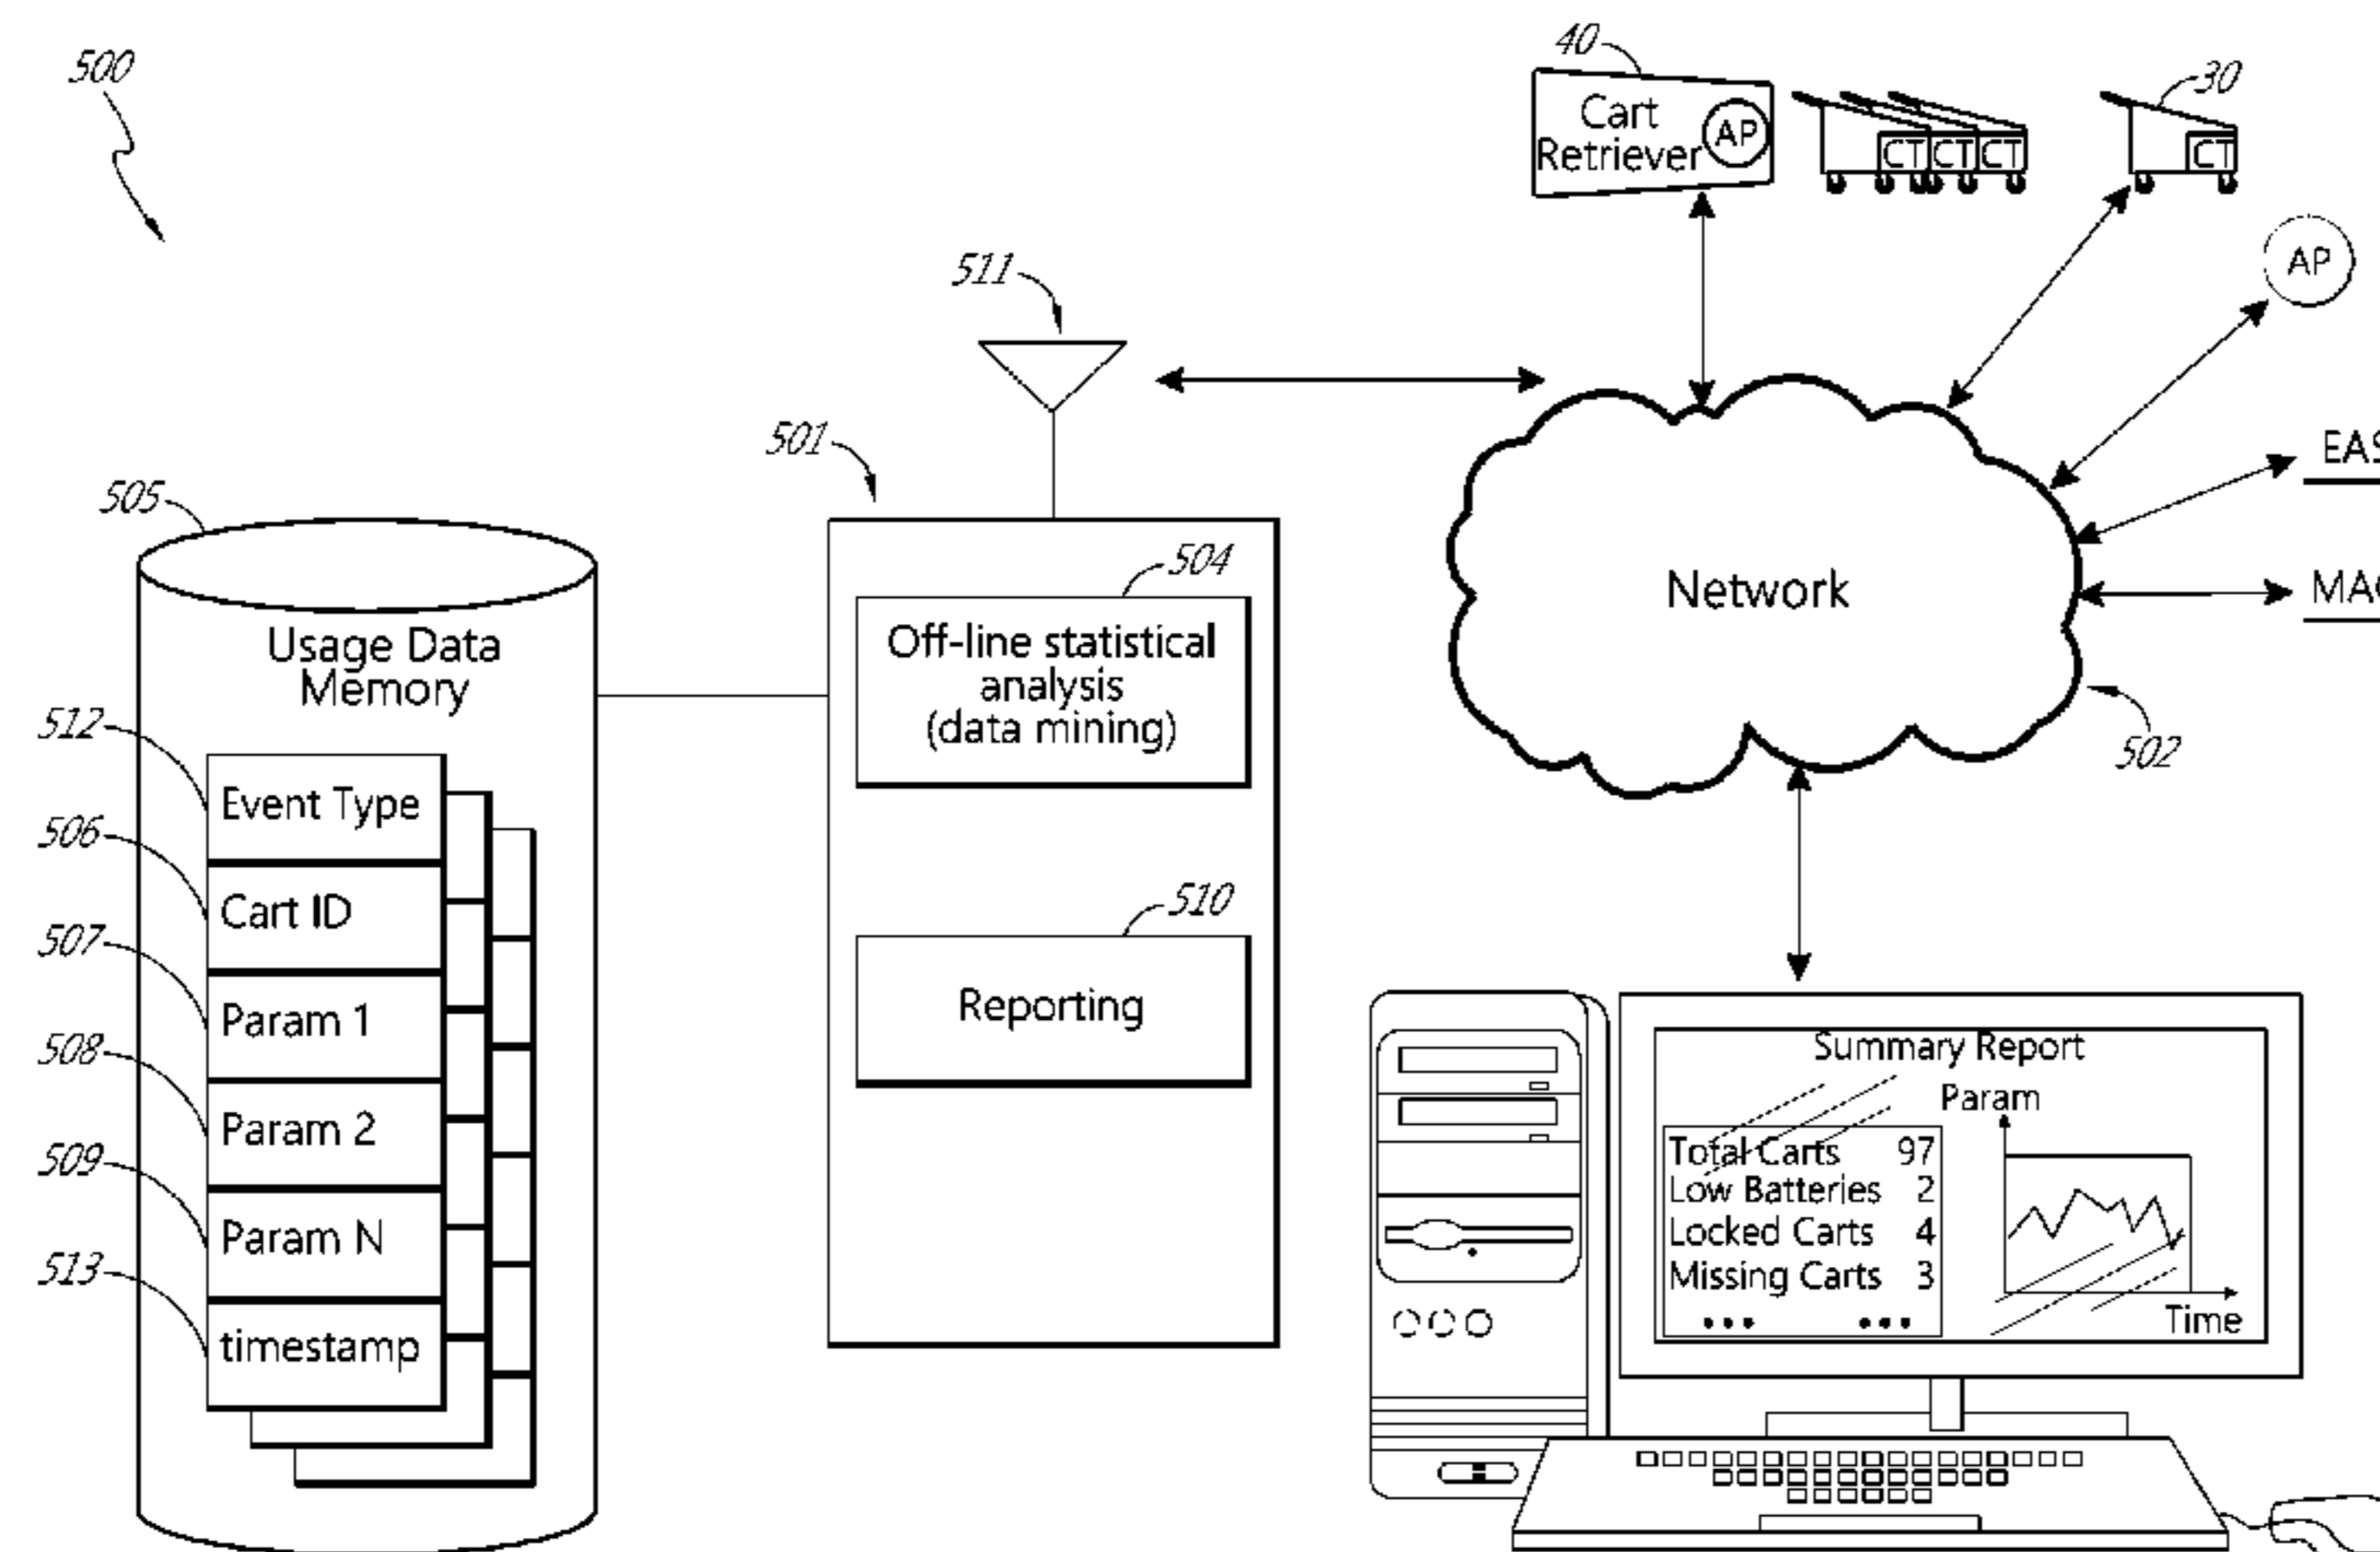 500
40
Cart
Retriever
AP
CT CT CT
30
CT
AP
511
501
505
504
Usage Data
Memory
Off-line statistical
analysis
(data mining)
Network
EAS
MAG
502
512
Event Type
506
Cart ID
507
Param 1
508
Param 2
509
Param N
513
timestamp
510
Reporting
Summary Report
Param
Total Carts 97
Low Batteries 2
Locked Carts 4
Missing Carts 3
••• •••
Time